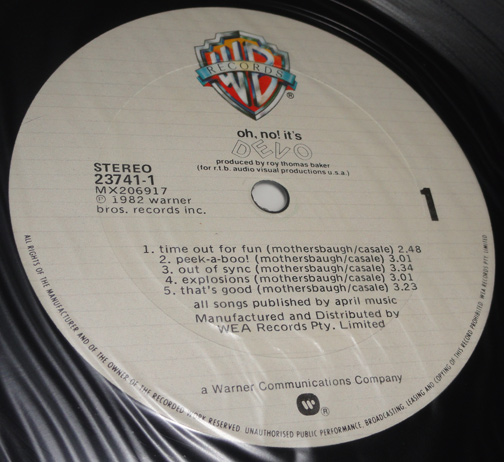 WB
RECORDS
®
oh, no! it's
DEVO
produced by roy thomas baker
(for r.t.b. audio visual productions u.s.a.)
STEREO
23741-1
MX206917
℗ 1982 warner
bros. records inc.
1
1. time out for fun (mothersbaugh/casale) 2.48
2. peek-a-boo! (mothersbaugh/casale) 3.01
3. out of sync (mothersbaugh/casale) 3.34
4. explosions (mothersbaugh/casale) 3.01
5. that's good (mothersbaugh/casale) 3.23
all songs published by april music
Manufactured and Distributed by
WEA Records Pty. Limited
a Warner Communications Company
®
ALL RIGHTS OF THE MANUFACTURER AND OF THE OWNER OF THE RECORDED WORK RESERVED. UNAUTHORISED PUBLIC PERFORMANCE, BROADCASTING, LEASING AND COPYING OF THIS RECORD PROHIBITED. WEA RECORDS PTY. LIMITED